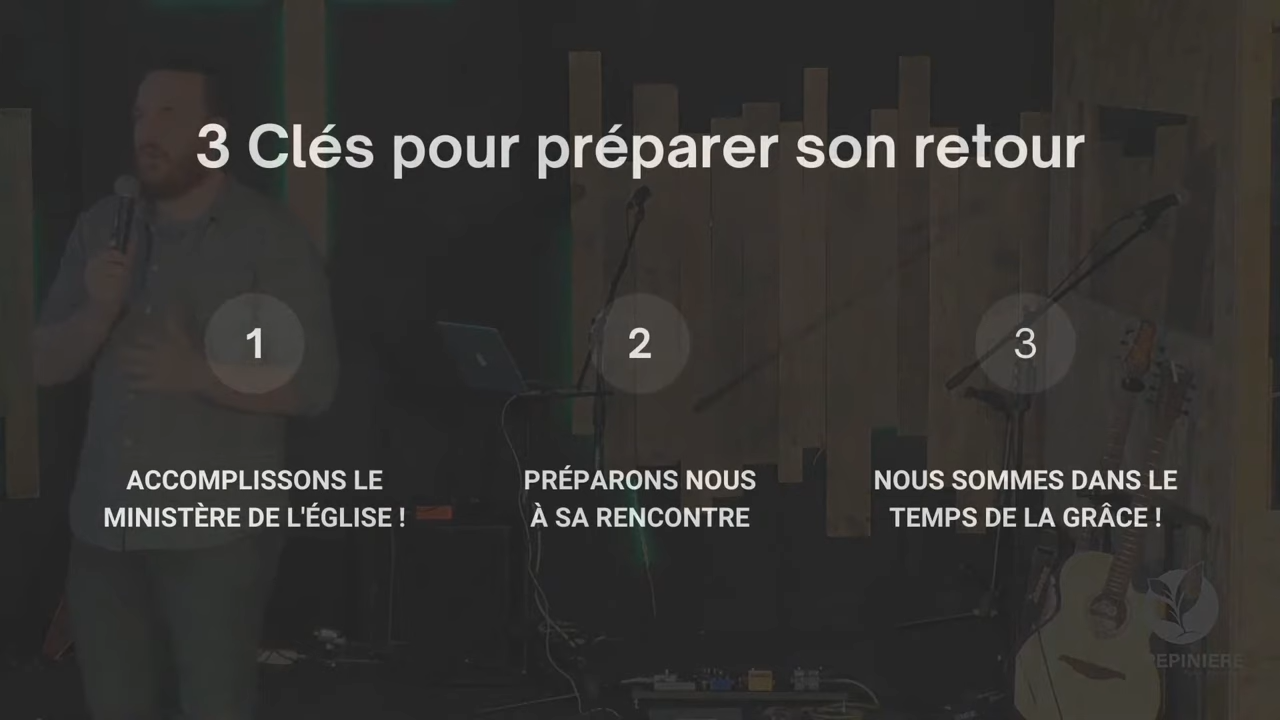 3 Clés pour préparer son retour
1
2
3
ACCOMPLISSONS LE
MINISTÈRE DE L'ÉGLISE !
PRÉPARONS NOUS
À SA RENCONTRE
NOUS SOMMES DANS LE
TEMPS DE LA GRÂCE !
PEPINIERE